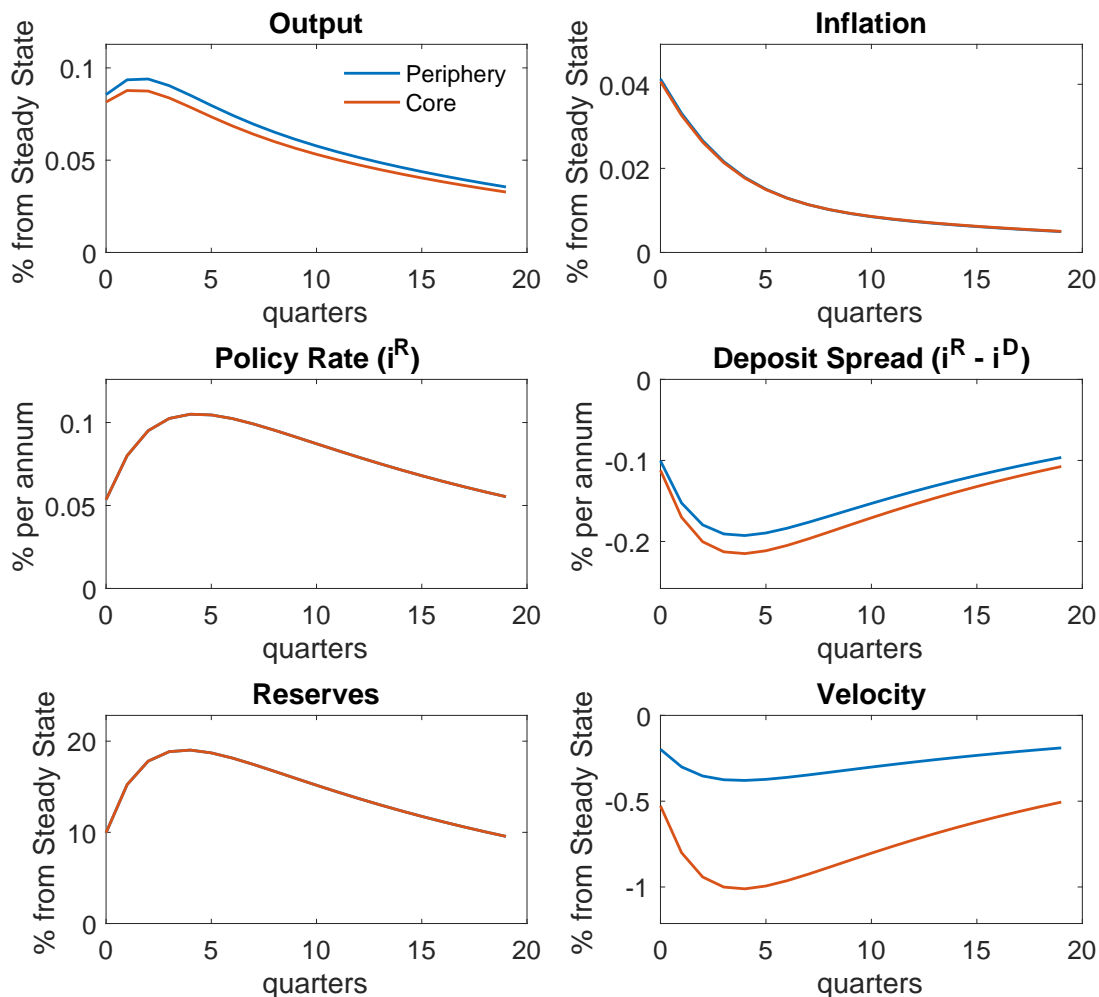 Output
% from Steady State
0.1
0.05
0
Periphery
Core
0 5 10 15 20
quarters
Inflation
% from Steady State
0.04
0.02
0
0 5 10 15 20
quarters
Policy Rate (i^R)
% per annum
0.1
0.05
0
0 5 10 15 20
quarters
Deposit Spread (i^R - i^D)
% per annum
0
-0.1
-0.2
0 5 10 15 20
quarters
Reserves
% from Steady State
20
10
0
0 5 10 15 20
quarters
Velocity
% from Steady State
0
-0.5
-1
0 5 10 15 20
quarters